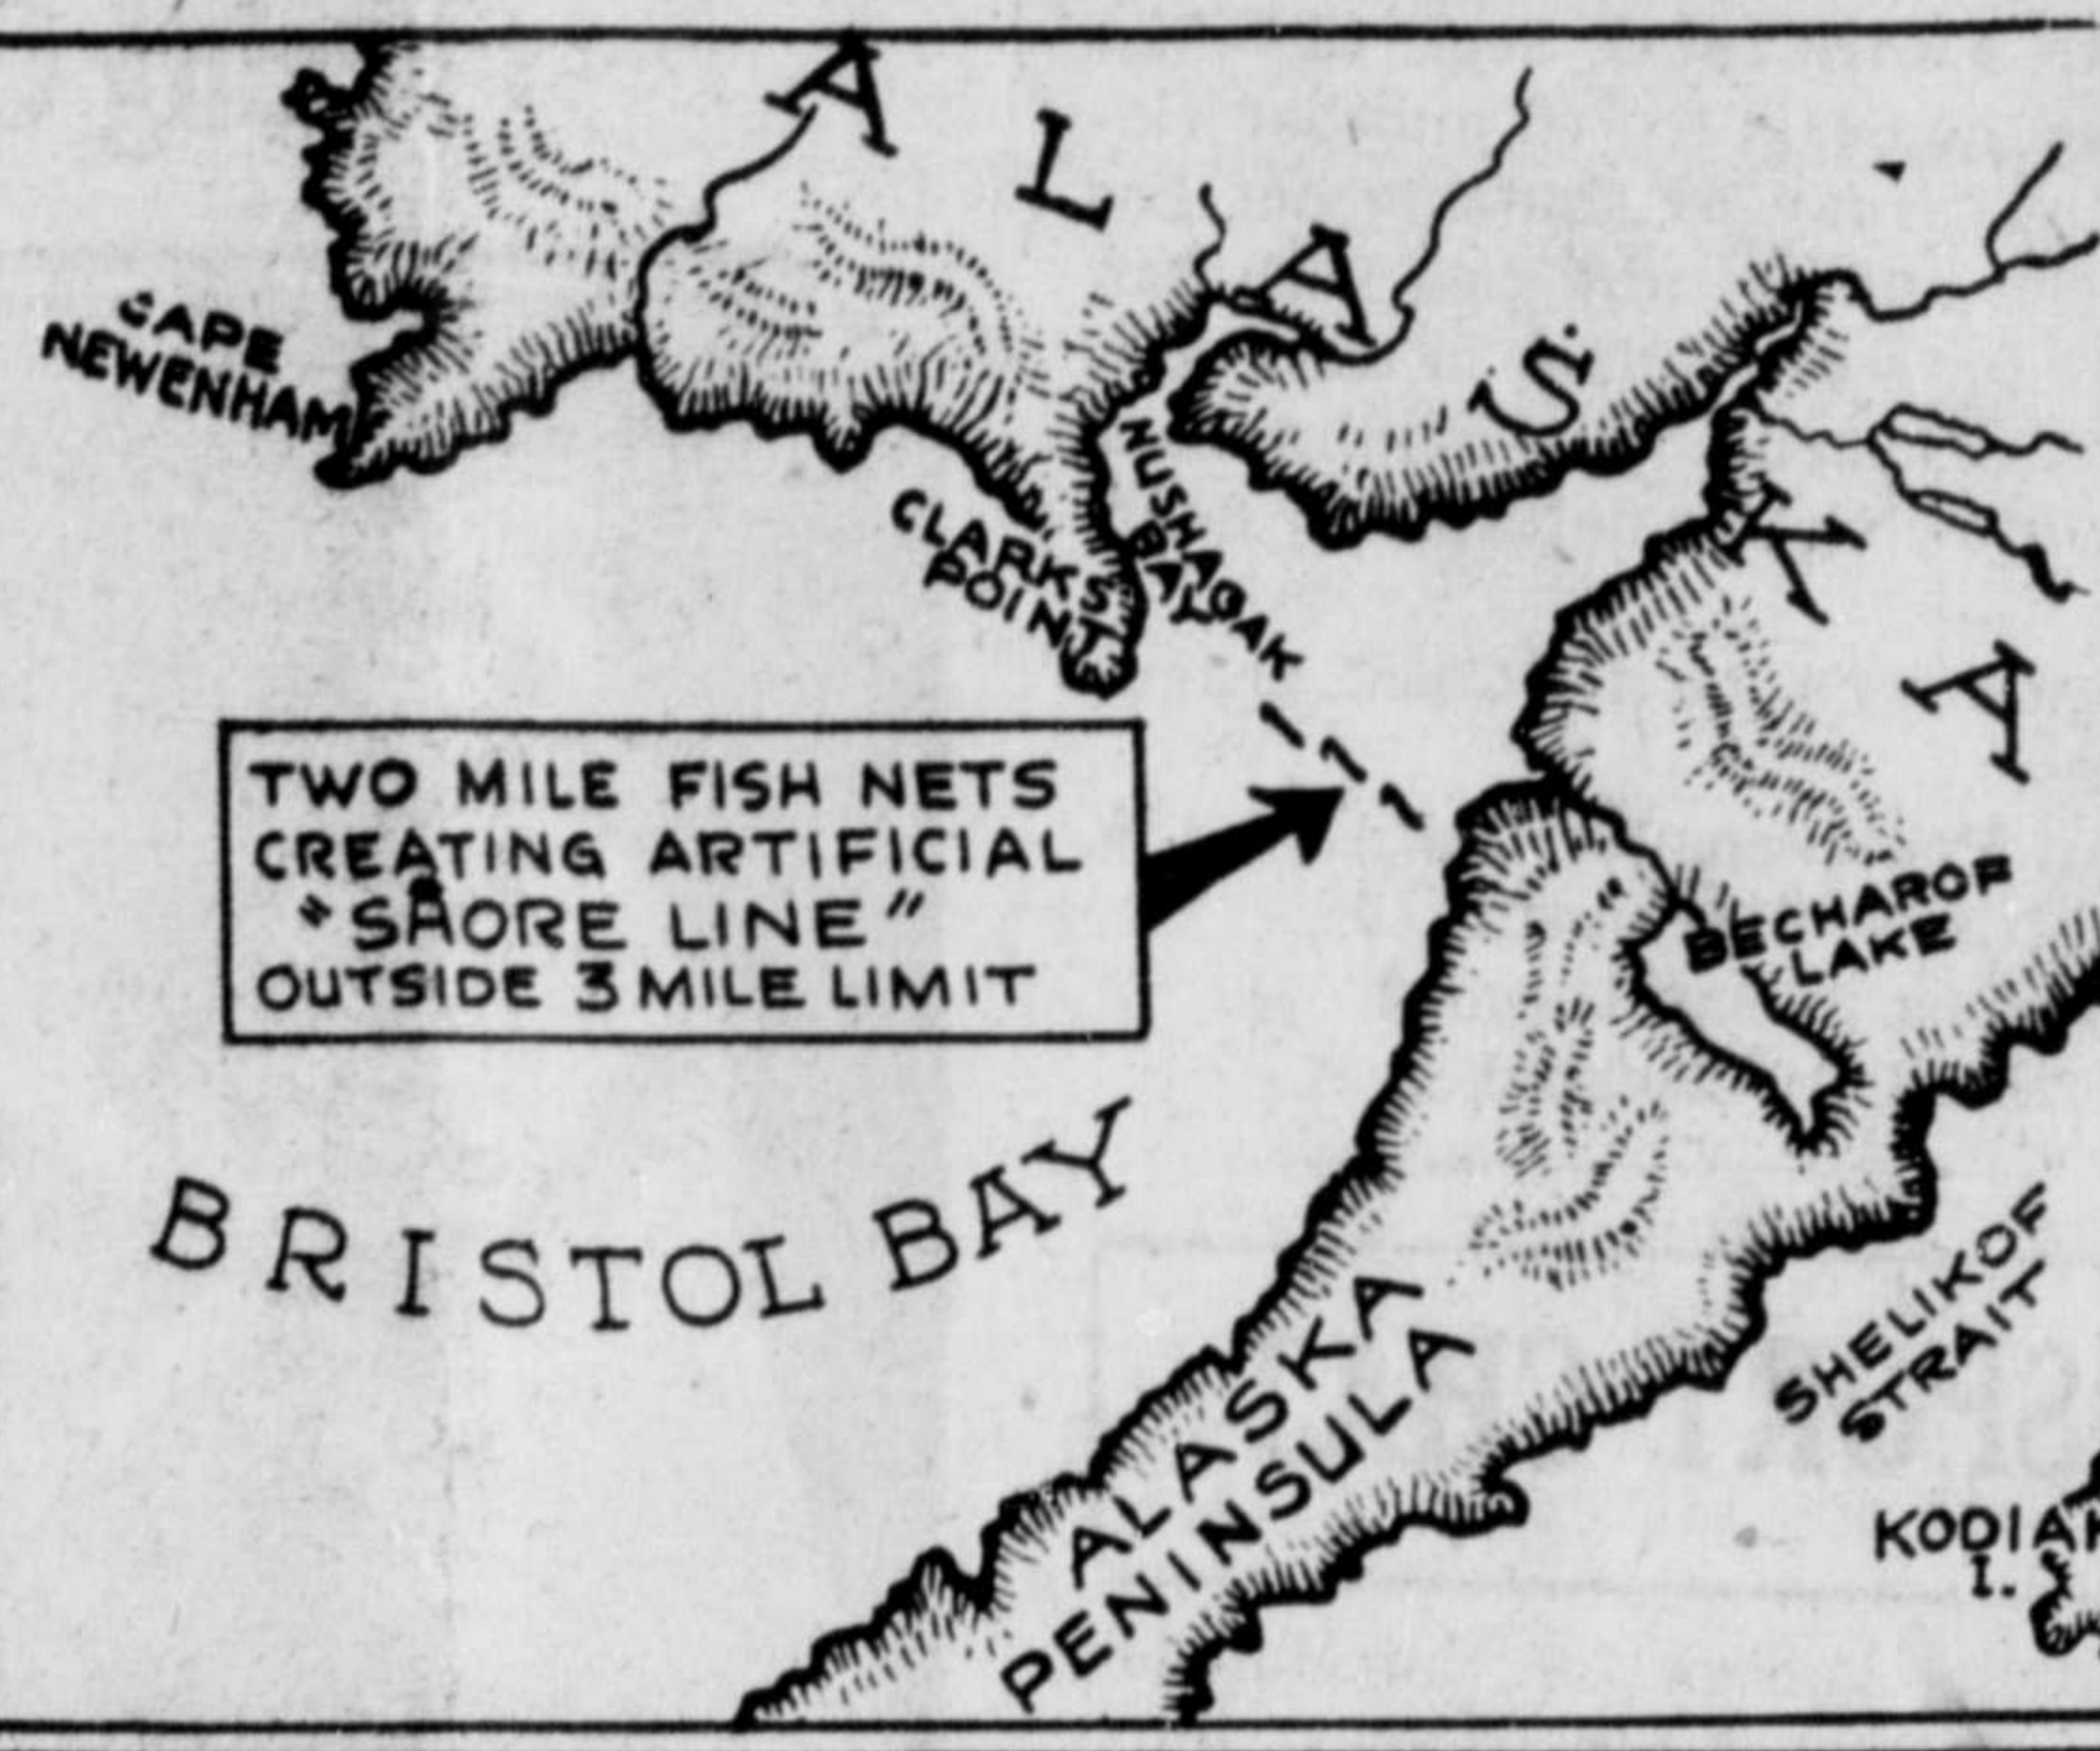 ALASKA
CAPE
NEWENHAM
CLARKS
POINT
NUSHAGAK
BAY
TWO MILE FISH NETS
CREATING ARTIFICIAL
"SHORE LINE"
OUTSIDE 3 MILE LIMIT
BECHAROF
LAKE
BRISTOL BAY
ALASKA
PENINSULA
SHELIKOF
STRAIT
KODIAK
I.